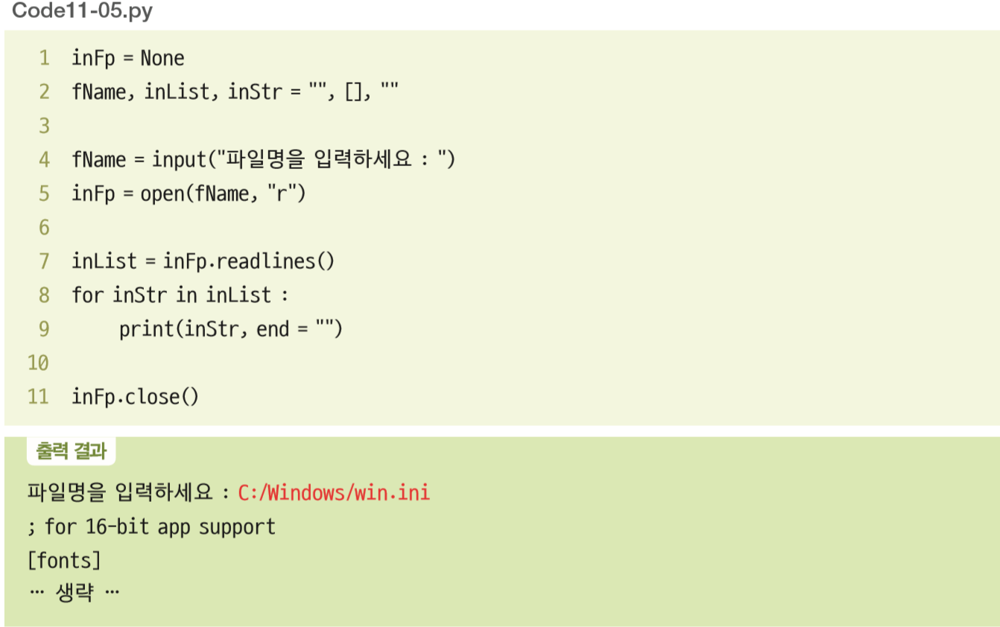 Code11-05.py
1 inFp = None
2 fName, inList, inStr = "", [], ""
3
4 fName = input("파일명을 입력하세요 : ")
5 inFp = open(fName, "r")
6
7 inList = inFp.readlines()
8 for inStr in inList :
9     print(inStr, end = "")
10
11 inFp.close()
출력 결과
파일명을 입력하세요 : C:/Windows/win.ini
; for 16-bit app support
[fonts]
… 생략 …